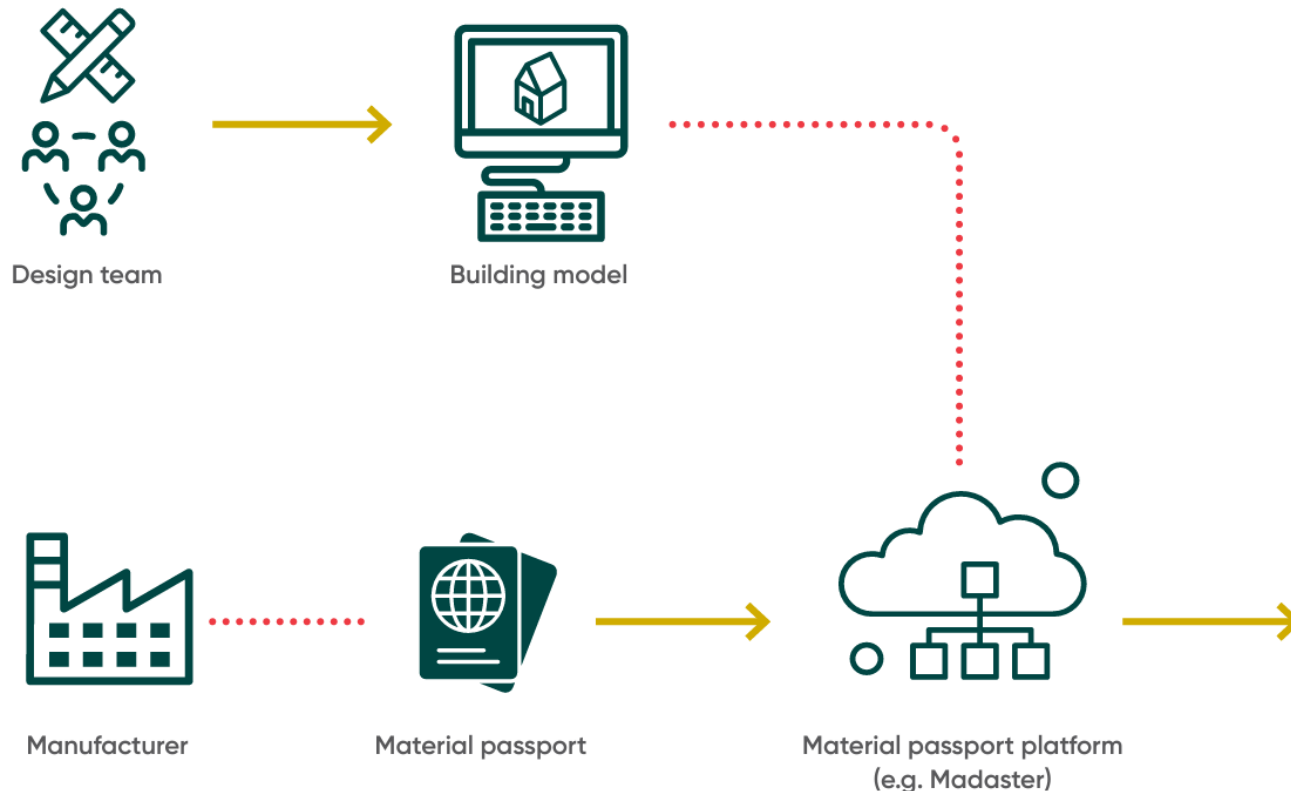 Design team
Building model
Manufacturer
Material passport
Material passport platform
(e.g. Madaster)